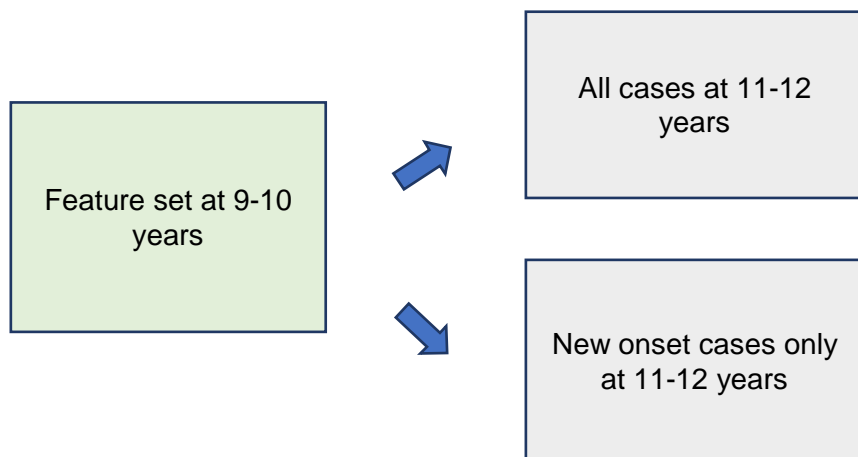 All cases at 11-12
years
Feature set at 9-10
years
New onset cases only
at 11-12 years